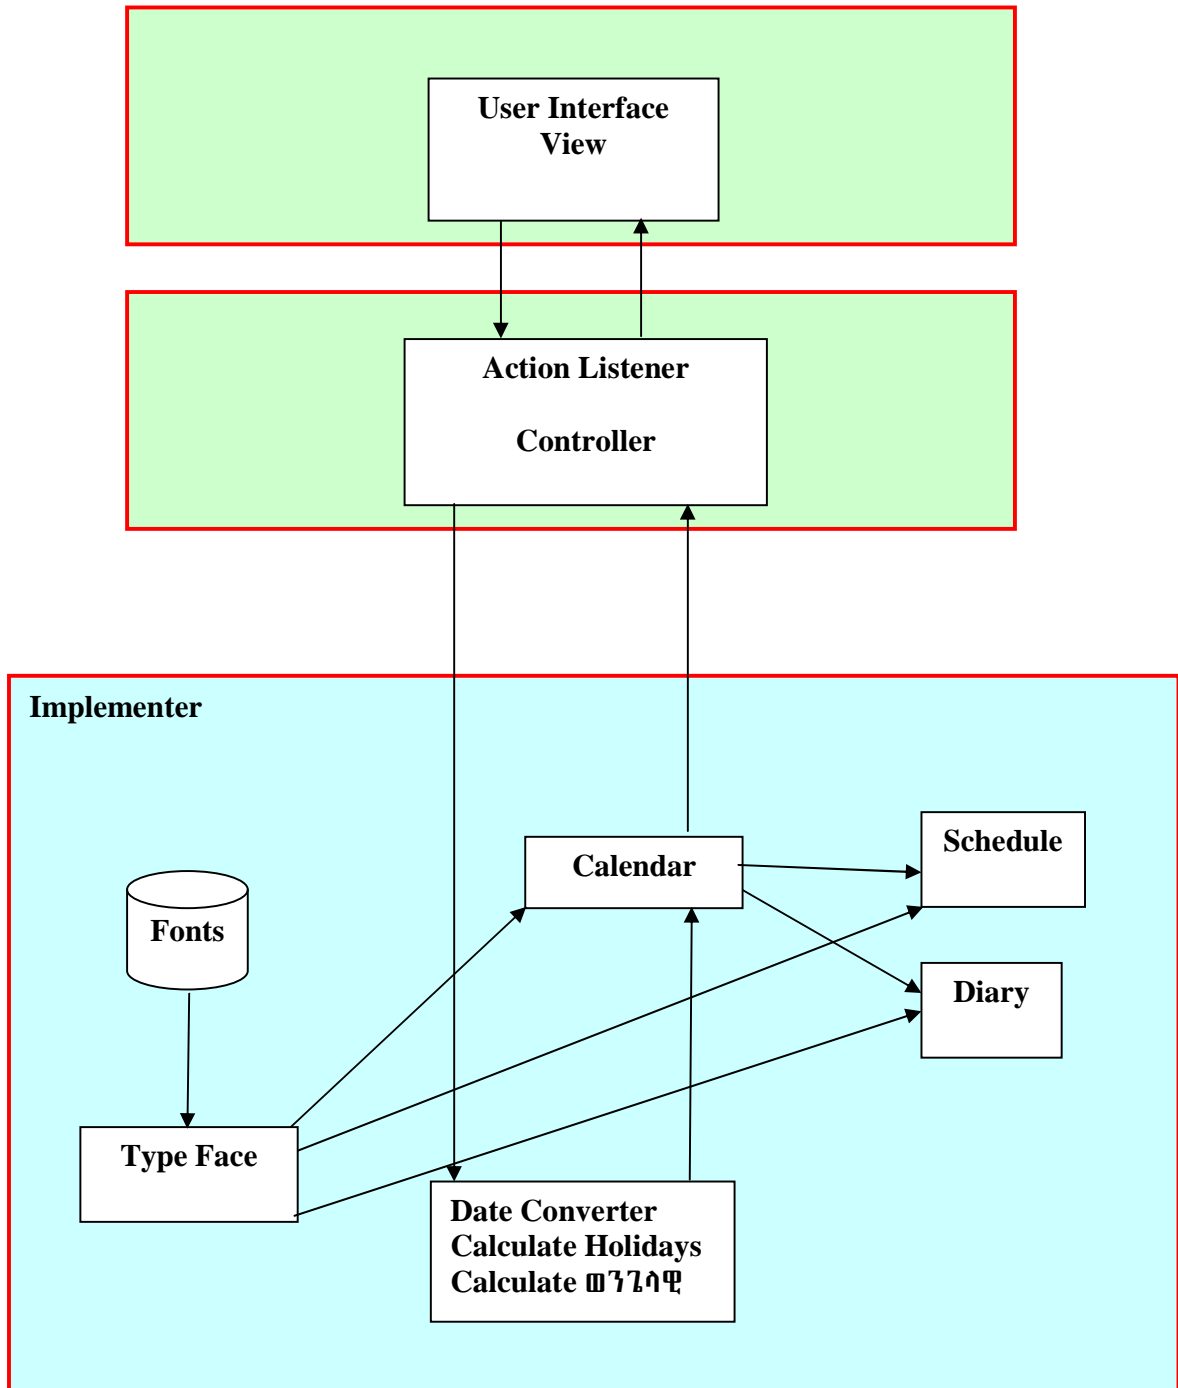 User Interface
View
Action Listener
Controller
Implementer
Schedule
Calendar
Fonts
Diary
Type Face
Date Converter
Calculate Holidays
Calculate ወንጌላዊ